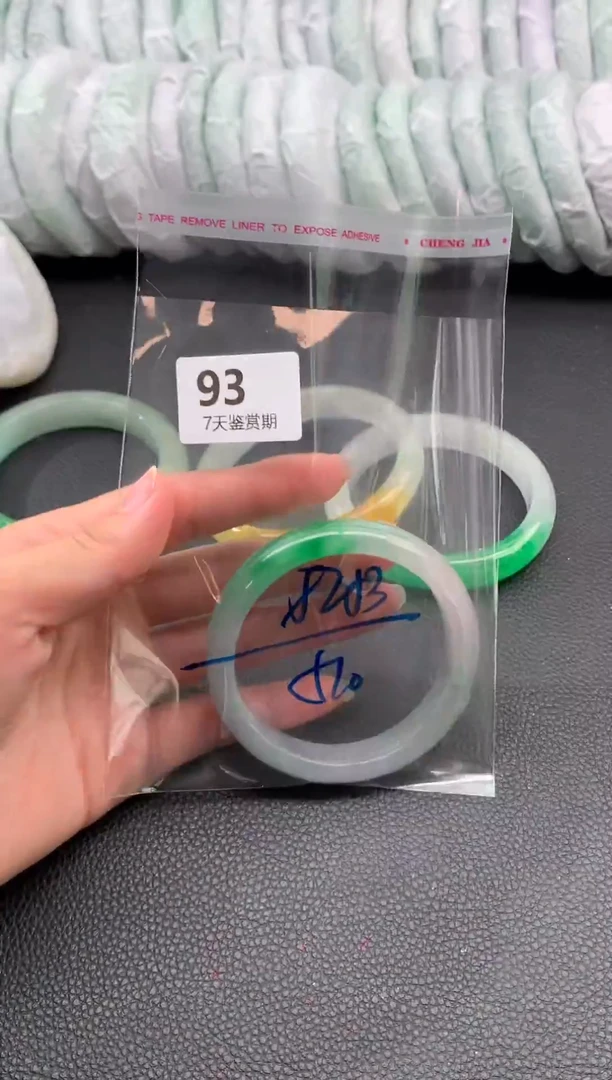 TAPE REMOVE LINER TO EXPOSE ADHESIVE • CHENG JIA •
93
7天鉴赏期